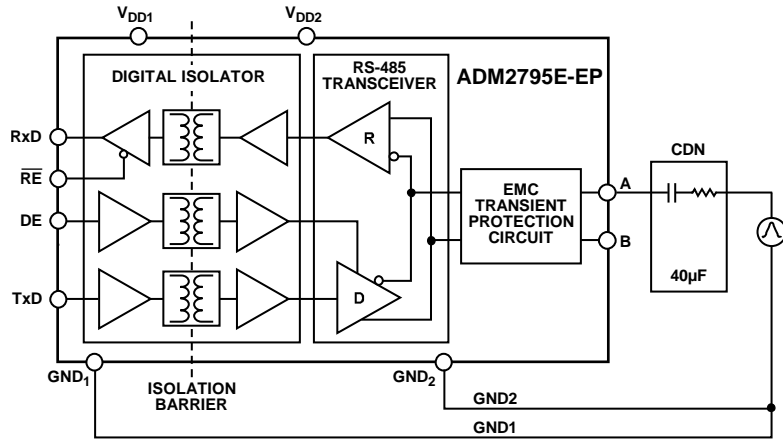 VDD1
VDD2
DIGITAL ISOLATOR
RS-485
TRANSCEIVER
ADM2795E-EP
RxD
R
CDN
RE
EMC
TRANSIENT
PROTECTION
CIRCUIT
A
DE
B
TxD
D
40µF
GND1
ISOLATION
BARRIER
GND2
GND2
GND1